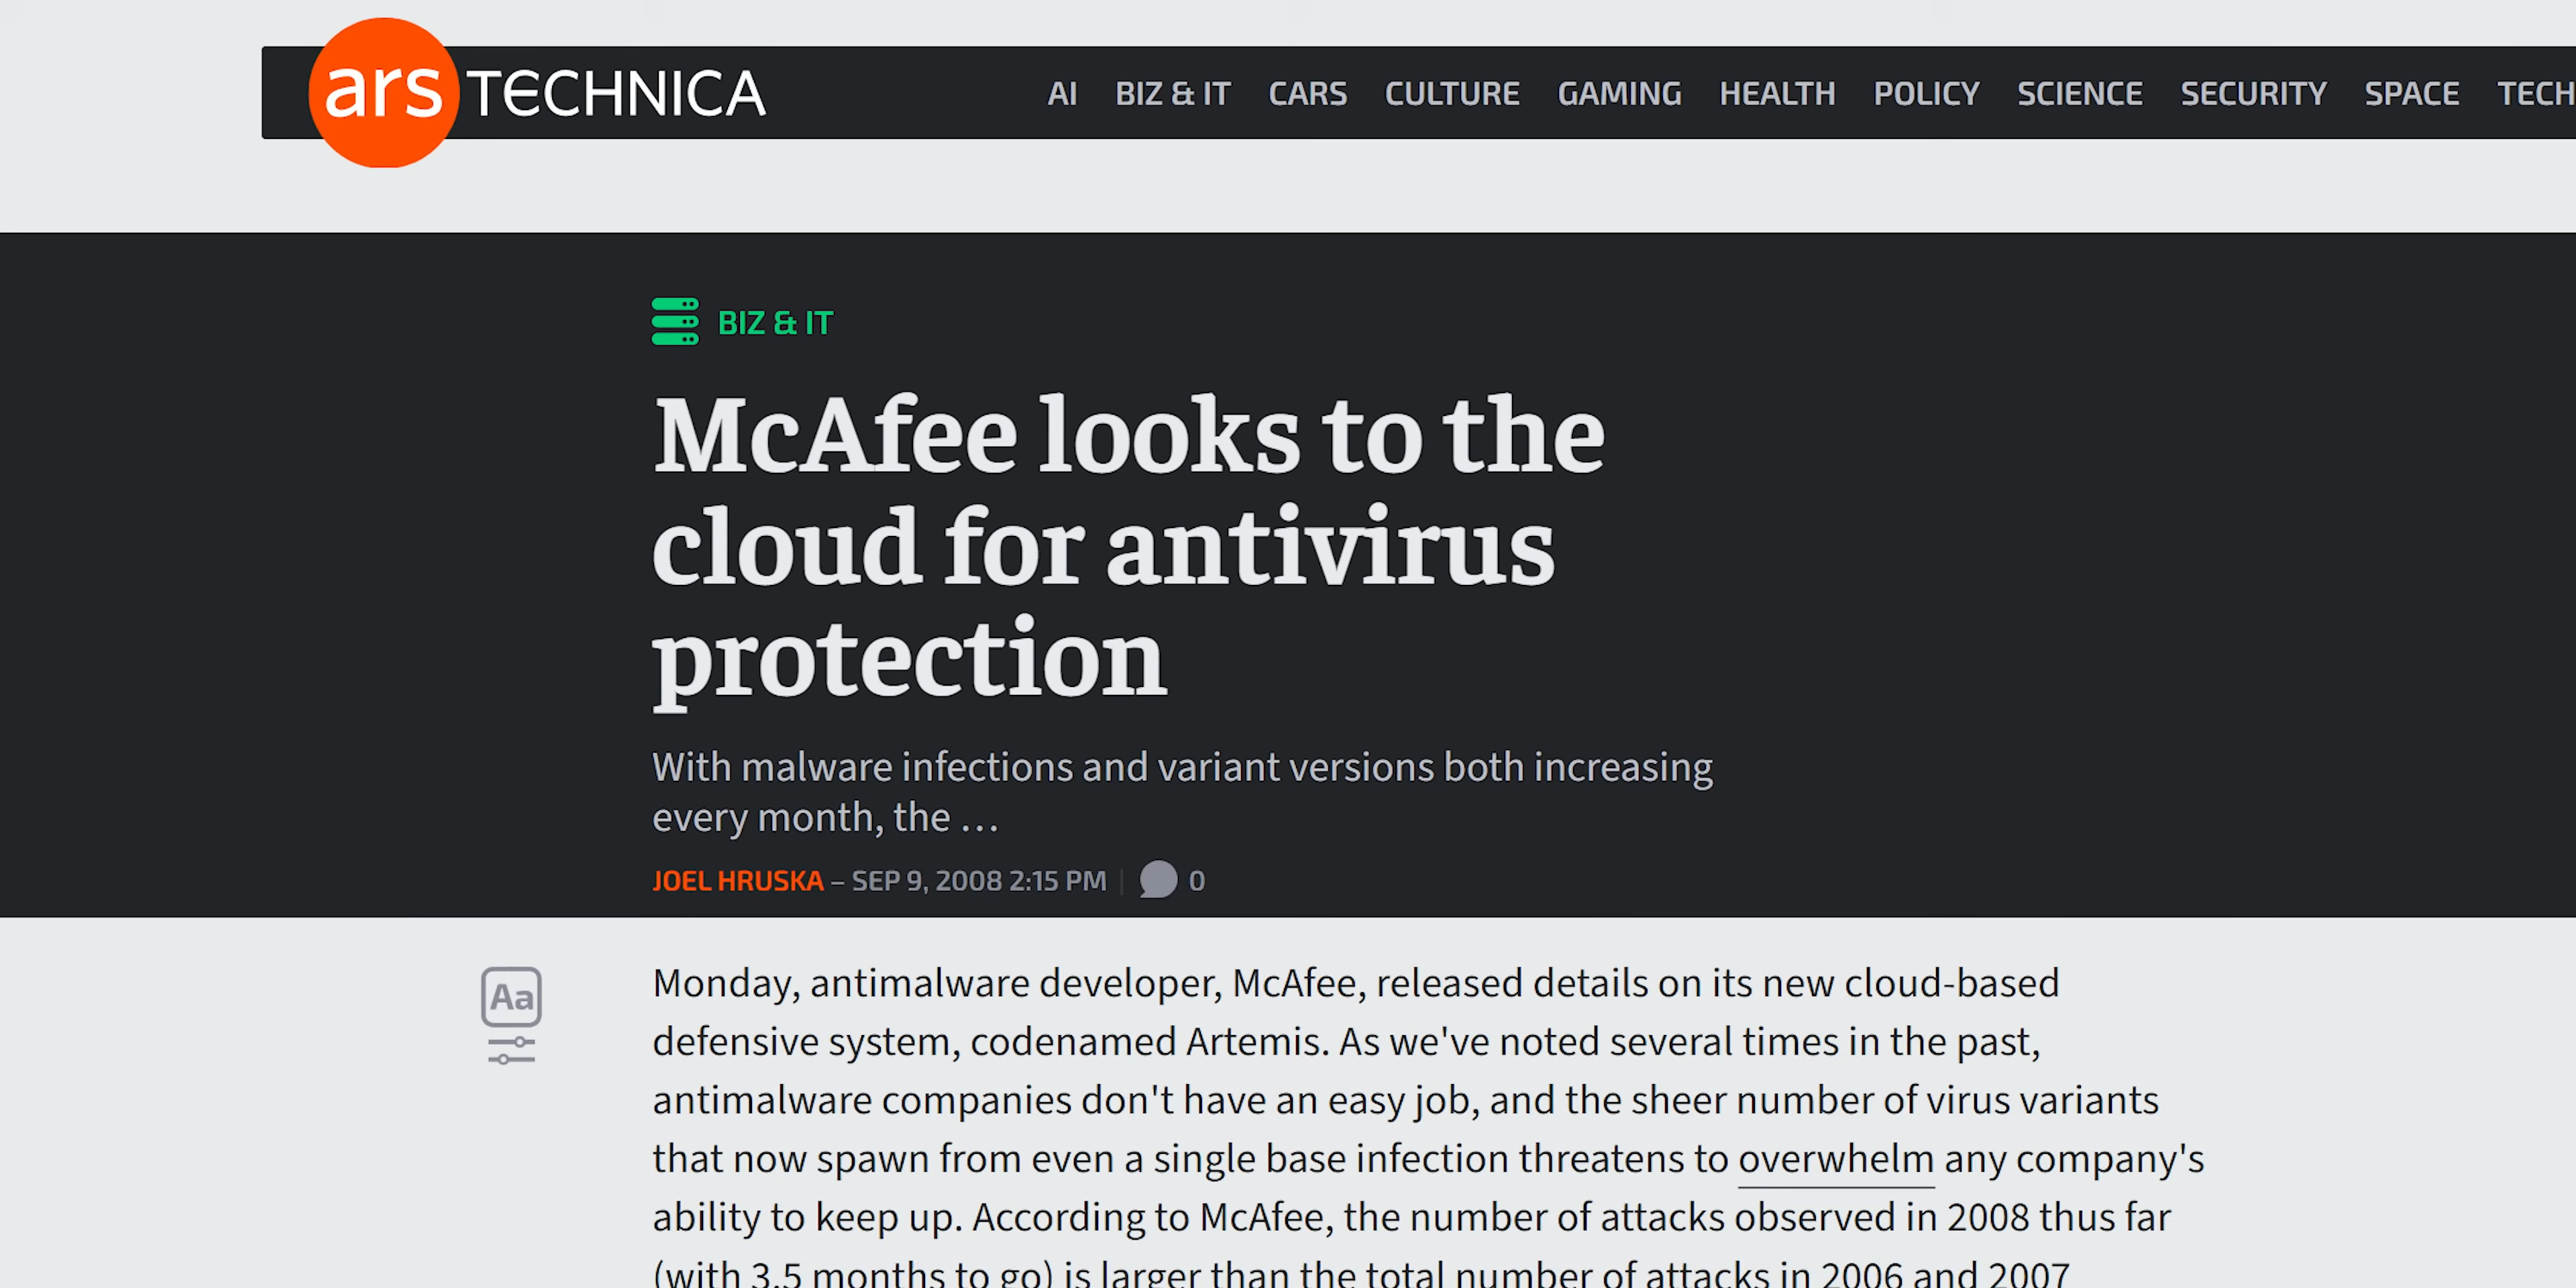 ars TECHNICA
AI BIZ & IT CARS CULTURE GAMING HEALTH POLICY SCIENCE SECURITY SPACE TECH
BIZ & IT
McAfee looks to the
cloud for antivirus
protection
With malware infections and variant versions both increasing
every month, the …
JOEL HRUSKA – SEP 9, 2008 2:15 PM | 0
Aa
Monday, antimalware developer, McAfee, released details on its new cloud-based
defensive system, codenamed Artemis. As we've noted several times in the past,
antimalware companies don't have an easy job, and the sheer number of virus variants
that now spawn from even a single base infection threatens to overwhelm any company's
ability to keep up. According to McAfee, the number of attacks observed in 2008 thus far
(with 3.5 months to go) is larger than the total number of attacks in 2006 and 2007